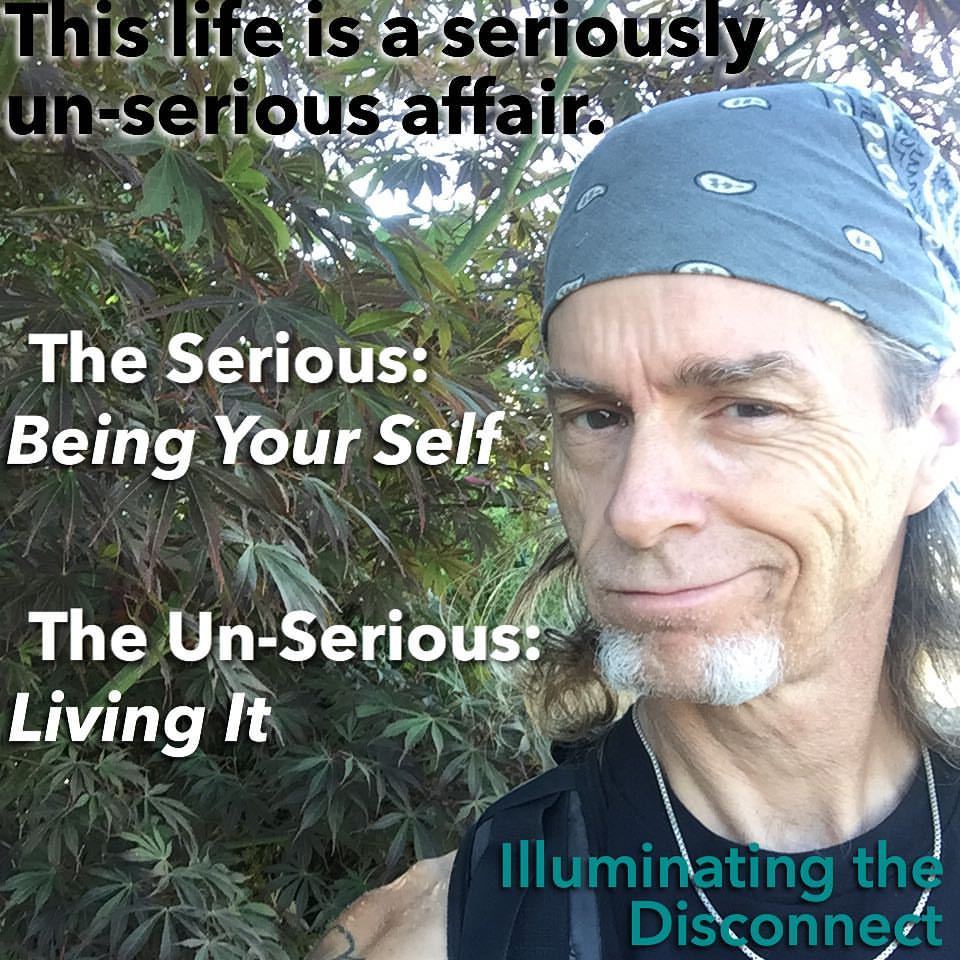 This life is a seriously
un-serious affair.
The Serious:
Being Your Self
The Un-Serious:
Living It
Illuminating the
Disconnect